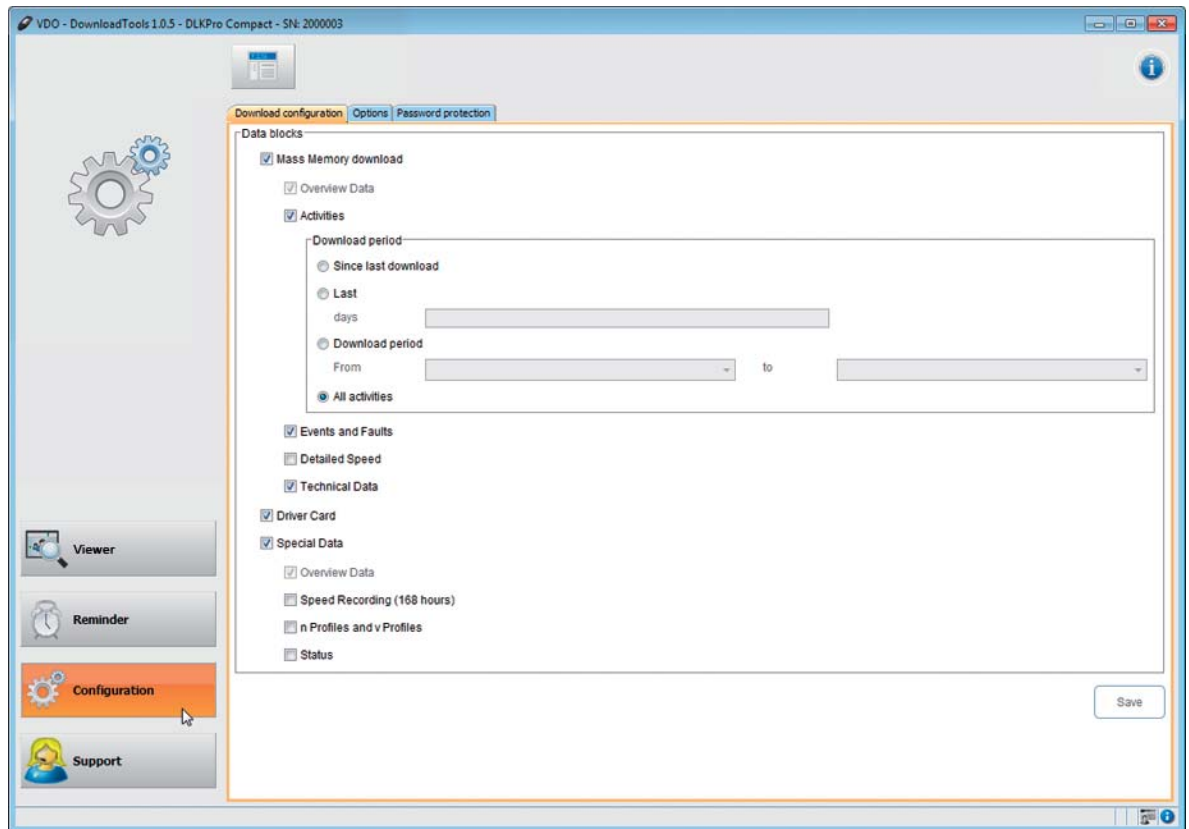 VDO - DownloadTools 1.0.5 - DLKPro Compact - SN: 2000003
Download configuration Options Password protection
Data blocks
Mass Memory download
Overview Data
Activities
Download period
Since last download
Last
days
Download period
From to
All activities
Events and Faults
Detailed Speed
Technical Data
Driver Card
Special Data
Overview Data
Speed Recording (168 hours)
n Profiles and v Profiles
Status
Save
Viewer
Reminder
Configuration
Support